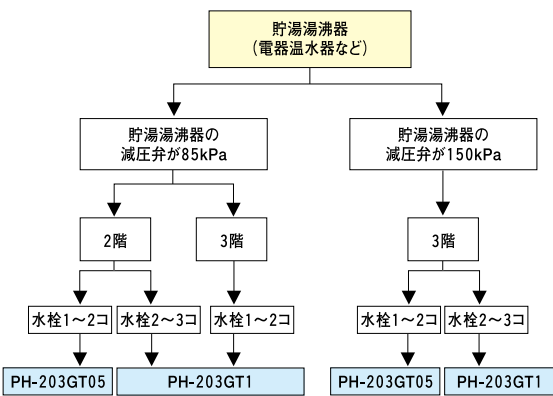 貯湯湯沸器
(電器温水器など)
貯湯湯沸器の
減圧弁が85kPa
貯湯湯沸器の
減圧弁が150kPa
2階
3階
3階
水栓1〜2コ
水栓2〜3コ
水栓1〜2コ
水栓1〜2コ
水栓2〜3コ
PH-203GT05
PH-203GT1
PH-203GT05
PH-203GT1